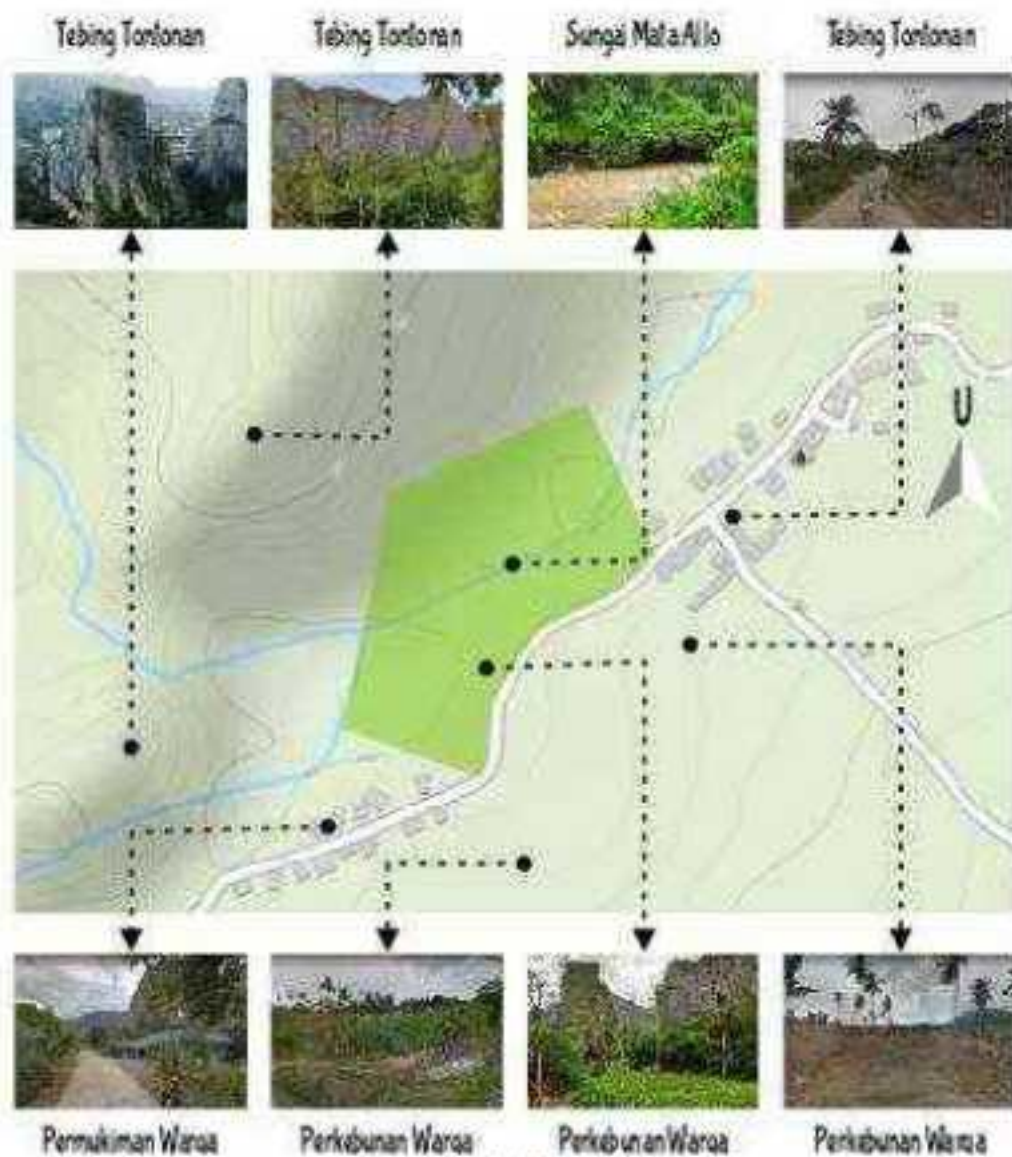 Tebing Tontonan
Tebing Tontonan
Sungai Mata Allo
Tebing Tontonan
U
Permukiman Warga
Perkebunan Warga
Perkebunan Warga
Perkebunan Warga